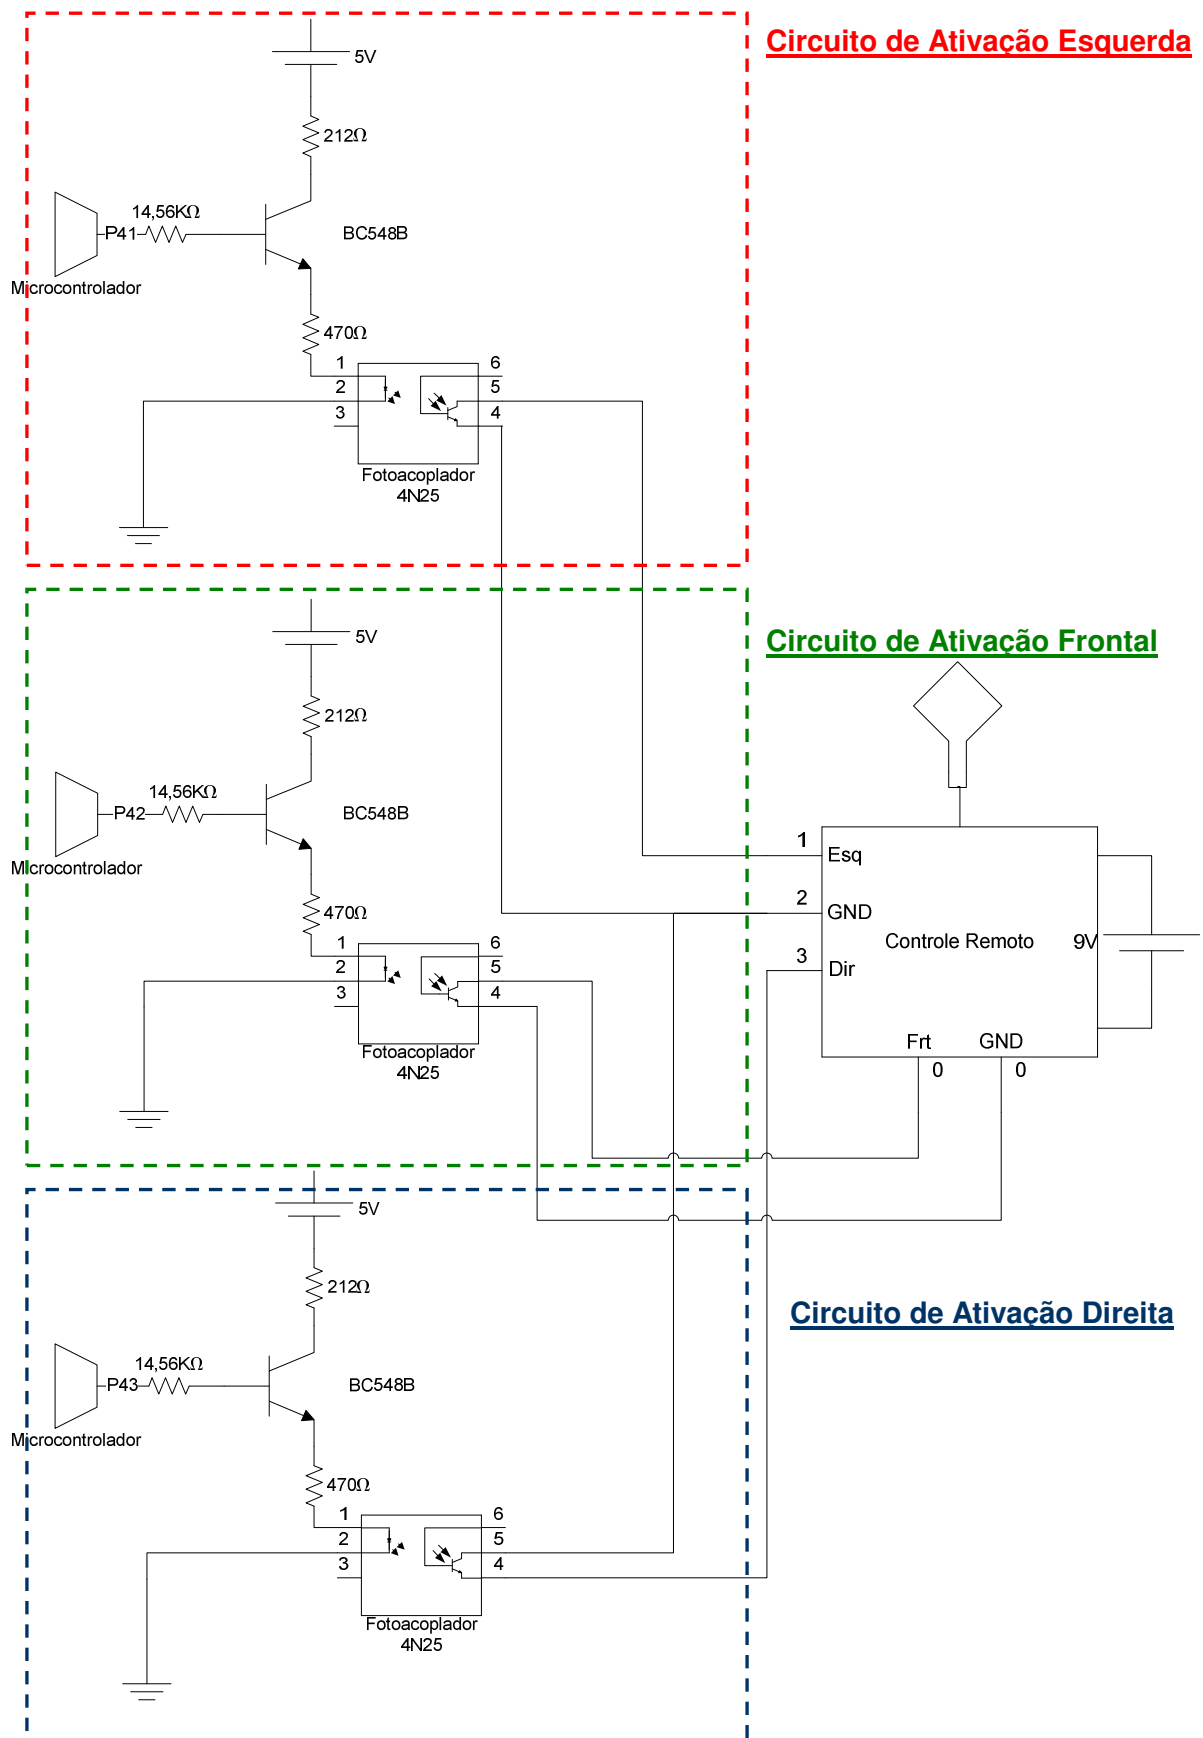 Circuito de Ativação Esquerda
5V
212Ω
14,56KΩ
P41
BC548B
Microcontrolador
470Ω
1
2
3
6
5
4
Fotoacoplador
4N25
Circuito de Ativação Frontal
5V
212Ω
14,56KΩ
P42
BC548B
Microcontrolador
470Ω
1
2
3
6
5
4
Fotoacoplador
4N25
1
Esq
2
GND
3
Dir
Controle Remoto
9V
Frt
GND
0
0
Circuito de Ativação Direita
5V
212Ω
14,56KΩ
P43
BC548B
Microcontrolador
470Ω
1
2
3
6
5
4
Fotoacoplador
4N25